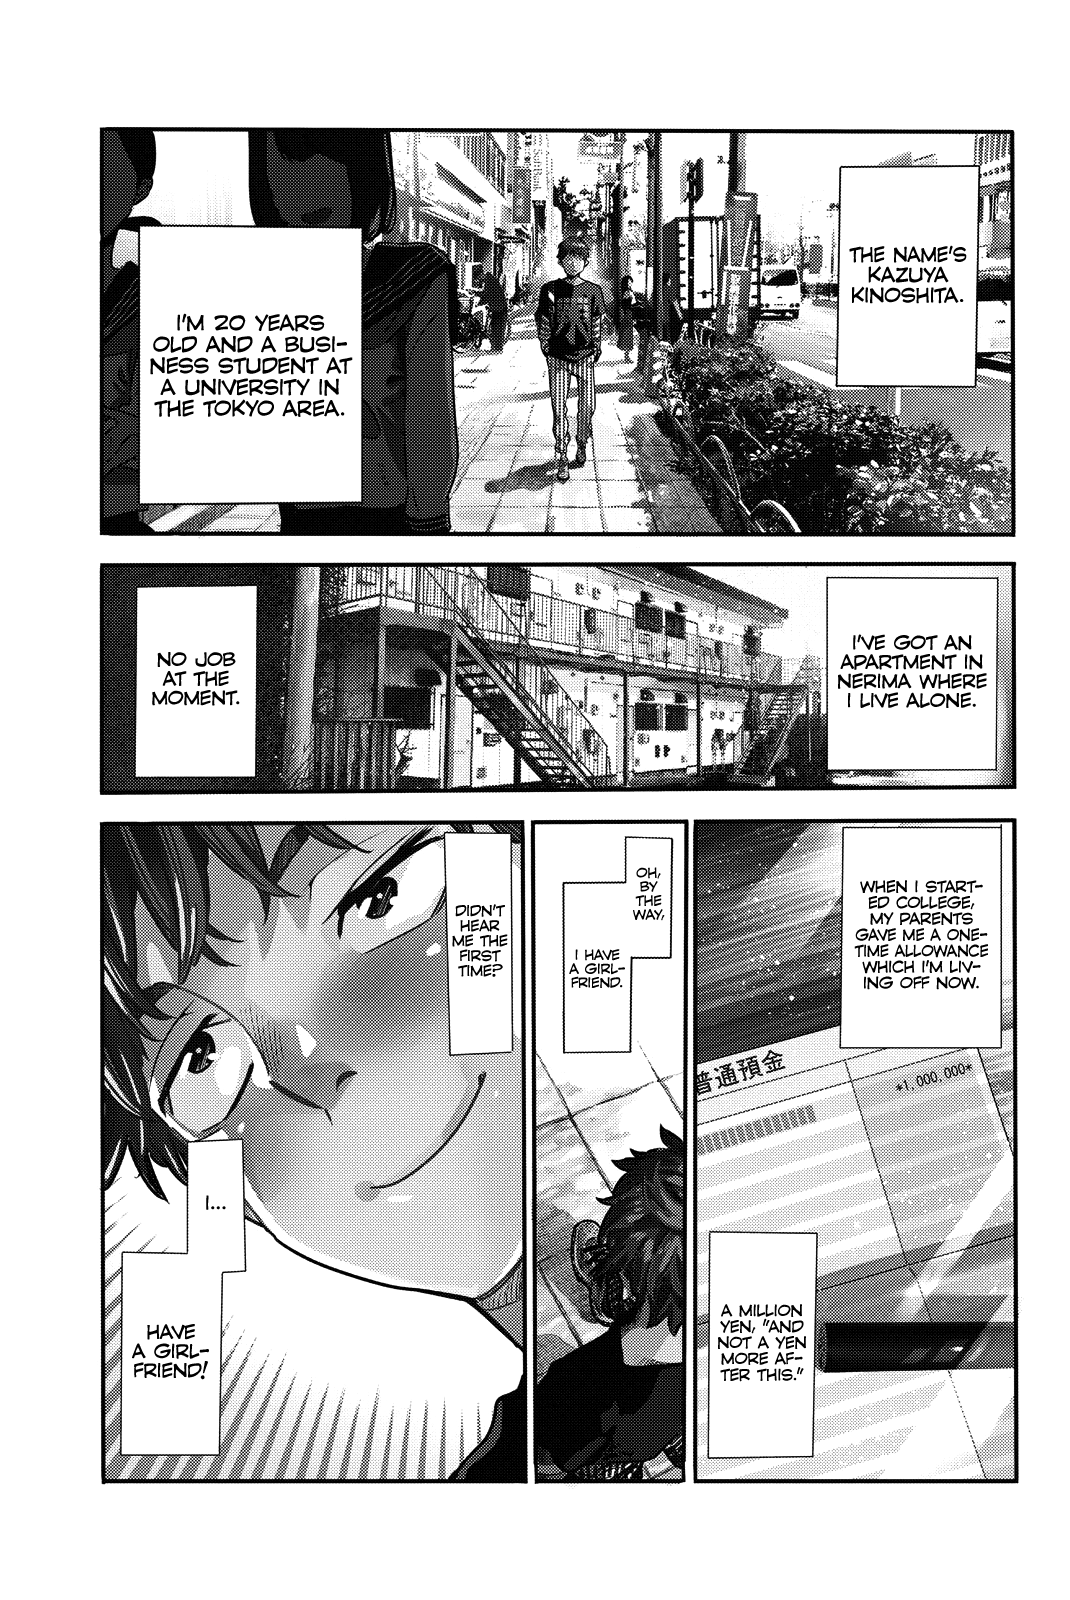 THE NAME'S
KAZUYA
KINOSHITA.
I'M 20 YEARS
OLD AND A BUSI-
NESS STUDENT AT
A UNIVERSITY IN
THE TOKYO AREA.
I'VE GOT AN
APARTMENT IN
NERIMA WHERE
I LIVE ALONE.
NO JOB
AT THE
MOMENT.
WHEN I START-
ED COLLEGE,
MY PARENTS
GAVE ME A ONE-
TIME ALLOWANCE
WHICH I'M LIV-
ING OFF NOW.
普通預金
*1,000,000*
A MILLION
YEN, "AND
NOT A YEN
MORE AF-
TER THIS."
OH,
BY
THE
WAY,
I HAVE
A GIRL-
FRIEND.
DIDN'T
HEAR
ME THE
FIRST
TIME?
I...
HAVE
A GIRL-
FRIEND!